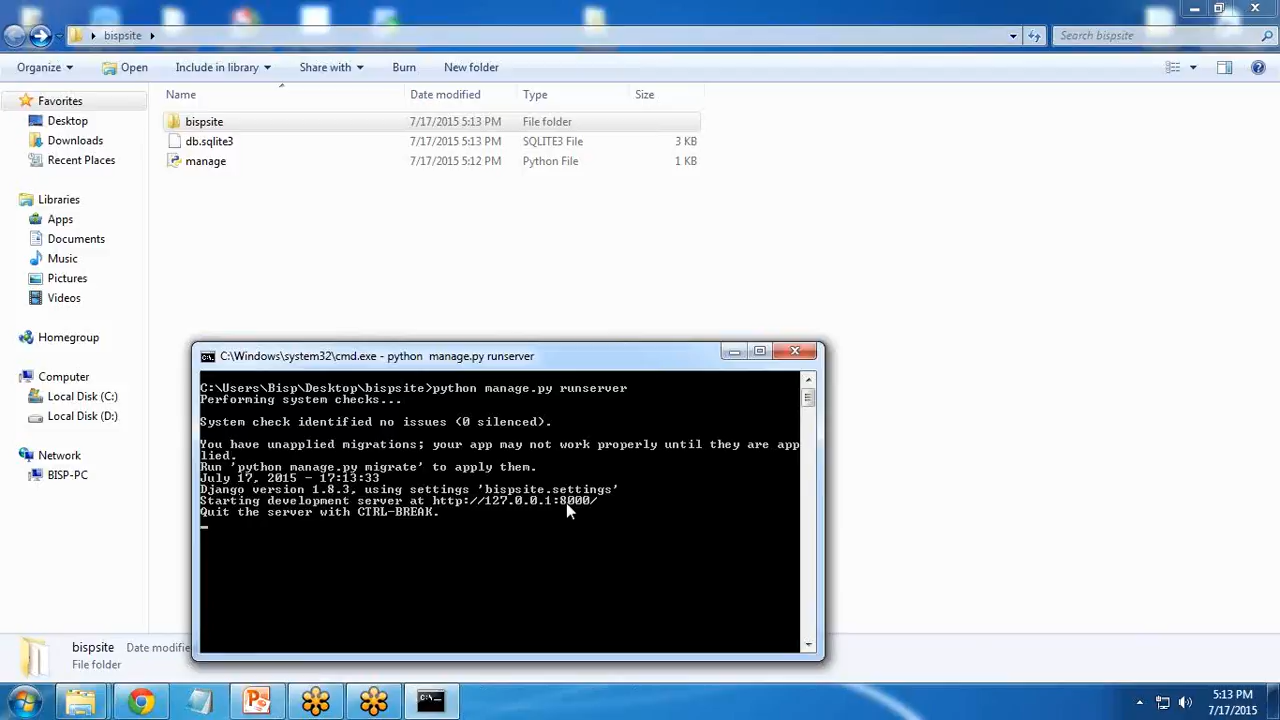 bispsite
Search bispsite
Organize
Open
Include in library
Share with
Burn
New folder
Favorites
Desktop
Downloads
Recent Places
Libraries
Apps
Documents
Music
Pictures
Videos
Homegroup
Computer
Local Disk (C:)
Local Disk (D:)
Network
BISP-PC
Name Date modified Type Size
bispsite 7/17/2015 5:13 PM File folder
db.sqlite3 7/17/2015 5:13 PM SQLITE3 File 3 KB
manage 7/17/2015 5:12 PM Python File 1 KB
C:\Windows\system32\cmd.exe - python manage.py runserver
C:\Users\Bisp\Desktop\bispsite>python manage.py runserver
Performing system checks...
System check identified no issues (0 silenced).
You have unapplied migrations; your app may not work properly until they are app
lied.
Run 'python manage.py migrate' to apply them.
July 17, 2015 - 17:13:33
Django version 1.8.3, using settings 'bispsite.settings'
Starting development server at http://127.0.0.1:8000/
Quit the server with CTRL-BREAK.
bispsite Date modifie
File folder
5:13 PM
7/17/2015